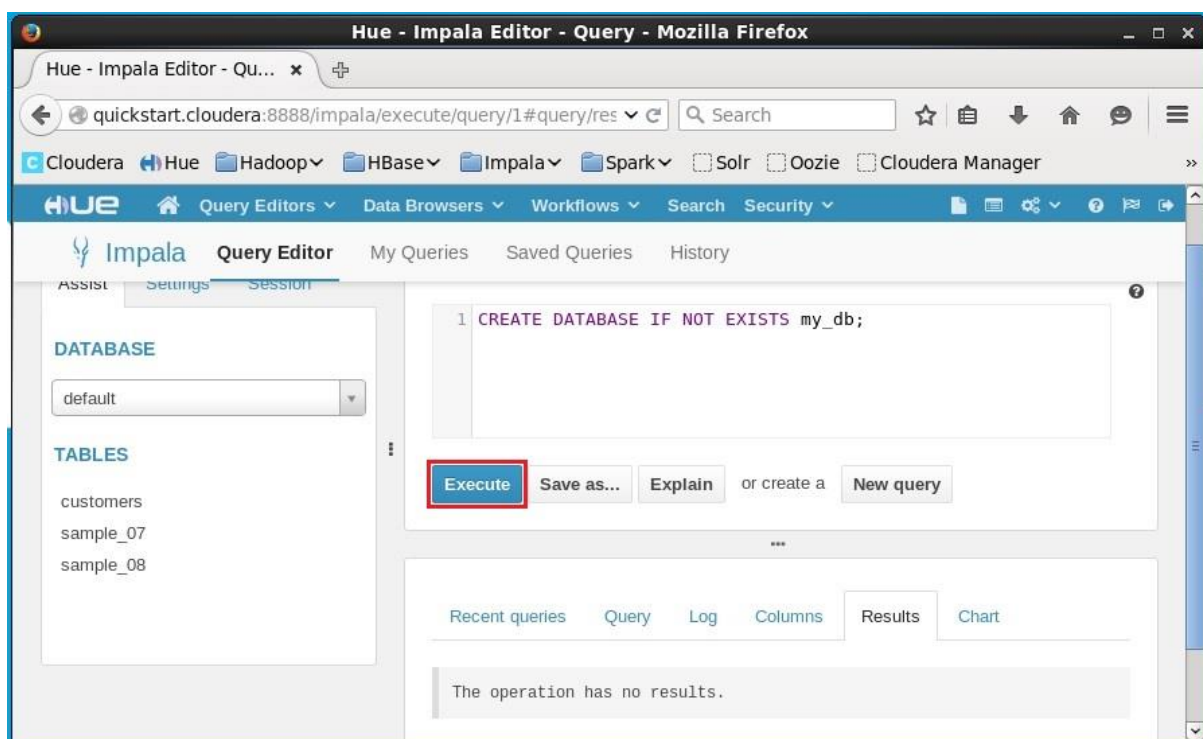 Hue - Impala Editor - Query - Mozilla Firefox
Hue - Impala Editor - Qu...
quickstart.cloudera:8888/impala/execute/query/1#query/res
Search
Cloudera Hue Hadoop HBase Impala Spark Solr Oozie Cloudera Manager »
HUE Query Editors Data Browsers Workflows Search Security
Impala Query Editor My Queries Saved Queries History
Assist Settings Session
1 CREATE DATABASE IF NOT EXISTS my_db;
DATABASE
default
TABLES
customers
sample_07
sample_08
Execute Save as... Explain or create a New query
Recent queries Query Log Columns Results Chart
The operation has no results.